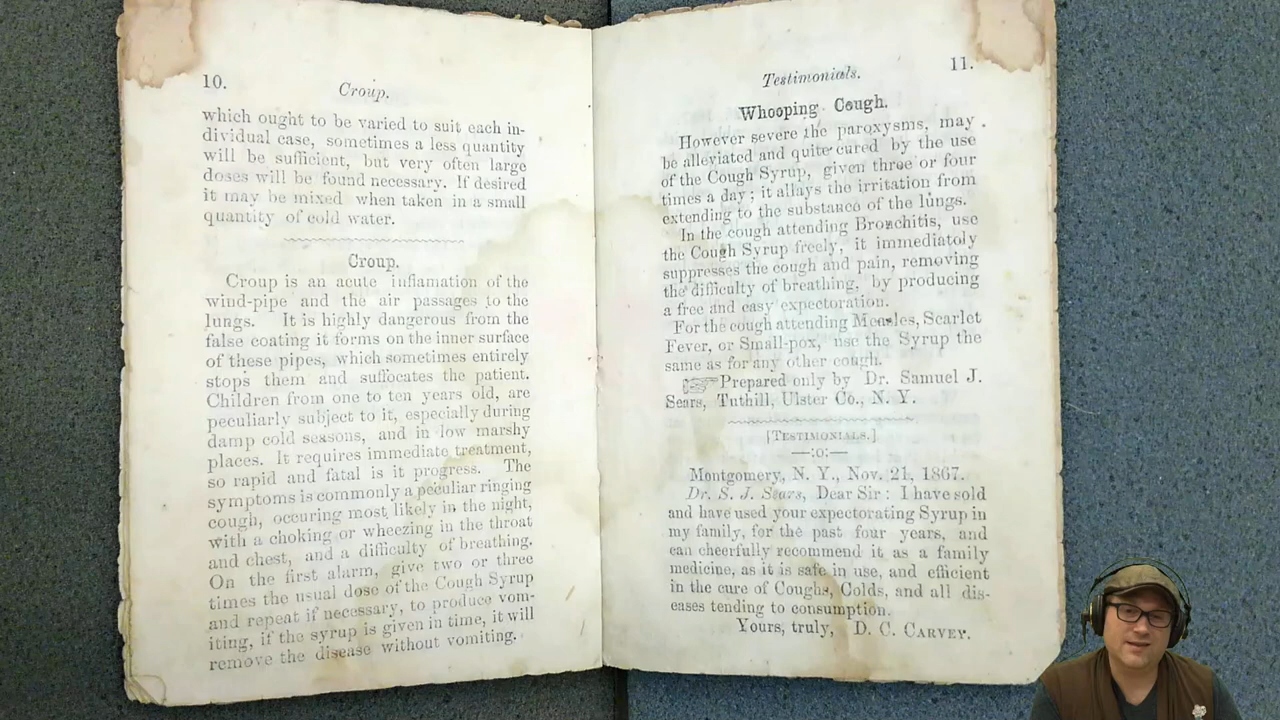 10.
Croup.
which ought to be varied to suit each in-
dividual case, sometimes a less quantity
will be sufficient, but very often large
doses will be found necessary. If desired
it may be mixed when taken in a small
quantity of cold water.
Croup.
Croup is an acute infiamation of the
wind-pipe and the air passages to the
lungs. It is highly dangerous from the
false coating it forms on the inner surface
of these pipes, which sometimes entirely
stops them and suffocates the patient.
Children from one to ten years old, are
peculiarly subject to it, especially during
damp cold seasons, and in low marshy
places. It requires immediate treatment,
so rapid and fatal is it progress. The
symptoms is commonly a peculiar ringing
cough, occuring most likely in the night,
with a choking or wheezing in the throat
and chest, and a difficulty of breathing.
On the first alarm, give two or three
times the usual dose of the Cough Syrup
and repeat if necessary, to produce vom-
iting, if the syrup is given in time, it will
remove the disease without vomiting.
11.
Testimonials.
Whooping Cough.
However severe the paroxysms, may
be alleviated and quite cured by the use
of the Cough Syrup, given three or four
times a day; it allays the irritation from
extending to the substance of the lungs.
In the cough attending Bronchitis, use
the Cough Syrup freely, it immediately
suppresses the cough and pain, removing
the difficulty of breathing, by producing
a free and easy expectoration.
For the cough attending Measles, Scarlet
Fever, or Small-pox, use the Syrup the
same as for any other cough.
☞Prepared only by Dr. Samuel J.
Sears, Tuthill, Ulster Co., N. Y.
[TESTIMONIALS.]
—:o:—
Montgomery, N. Y., Nov. 21, 1867.
Dr. S. J. Sears, Dear Sir: I have sold
and have used your expectorating Syrup in
my family, for the past four years, and
can cheerfully recommend it as a family
medicine, as it is safe in use, and efficient
in the cure of Coughs, Colds, and all dis-
eases tending to consumption.
Yours, truly, D. C. CARVEY.